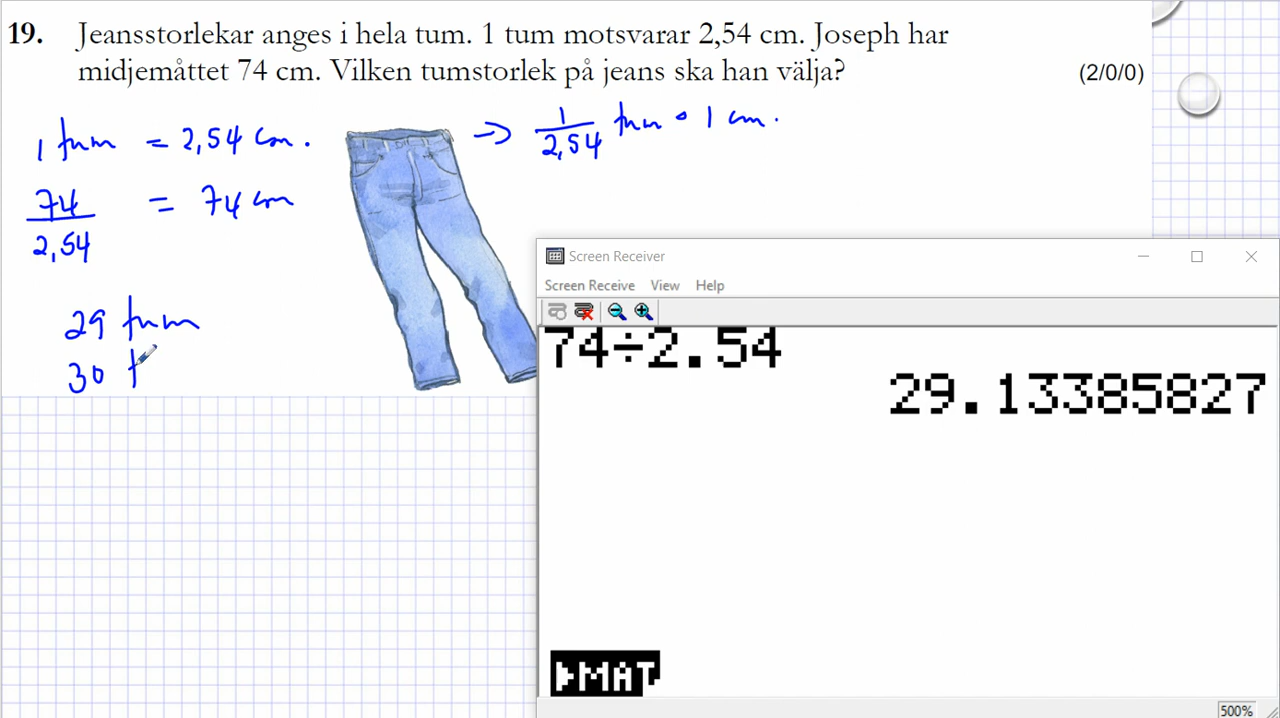 19. Jeansstorlekar anges i hela tum. 1 tum motsvarar 2,54 cm. Joseph har
midjemåttet 74 cm. Vilken tumstorlek på jeans ska han välja?
(2/0/0)
1 tum = 2,54 cm.
→ 1/2,54 tum = 1 cm.
74/2,54 = 74 cm
29 tum
30 t
Screen Receiver
Screen Receive View Help
74÷2.54
29.13385827
▶MAT
500%